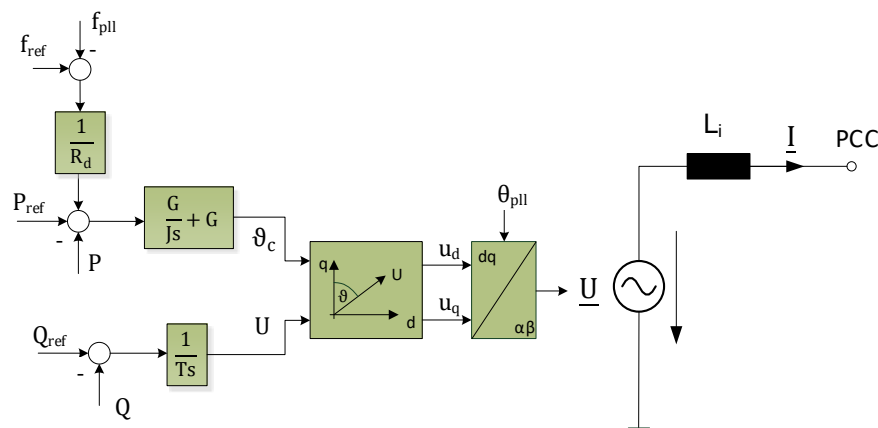 f_pll
f_ref
-
1
R_d
P_ref
-
P
G
Js
+ G
ϑ_c
Q_ref
-
Q
1
Ts
U
q
ϑ
U
d
u_d
u_q
θ_pll
dq
αβ
U
L_i
I
PCC